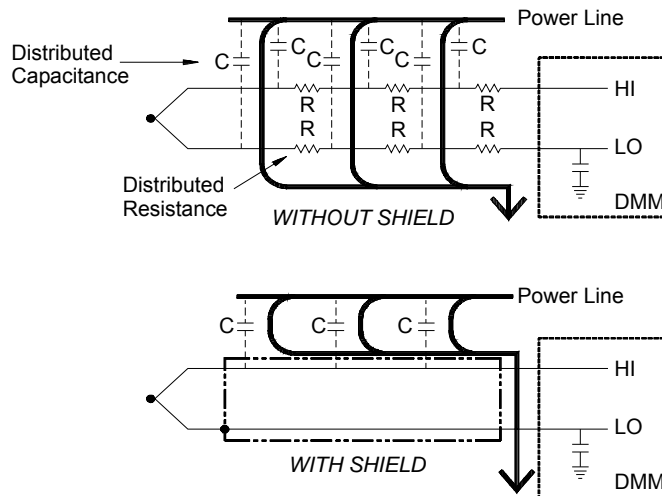 Power Line
Distributed
Capacitance
C C C C C C
HI
R R R
R R R
LO
Distributed
Resistance
DMM
WITHOUT SHIELD
Power Line
C C C
HI
LO
WITH SHIELD
DMM